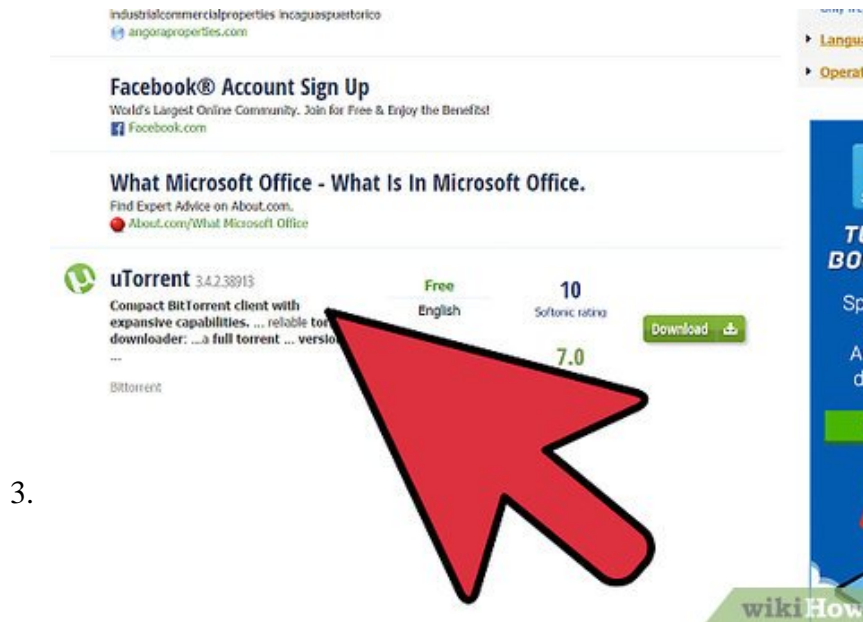 industrialcommercialproperties incaguaspuertorico
angoraproperties.com
Facebook® Account Sign Up
World's Largest Online Community. Join for Free & Enjoy the Benefits!
Facebook.com
What Microsoft Office - What Is In Microsoft Office.
Find Expert Advice on About.com.
About.com/What Microsoft Office
uTorrent 3.4.2.38913
Compact BitTorrent client with
expansive capabilities. ... reliable
downloader: ...a full torrent ...
...
Bittorrent
Free
English
10
Softonic rating
7.0
Download
3.
wikiHow